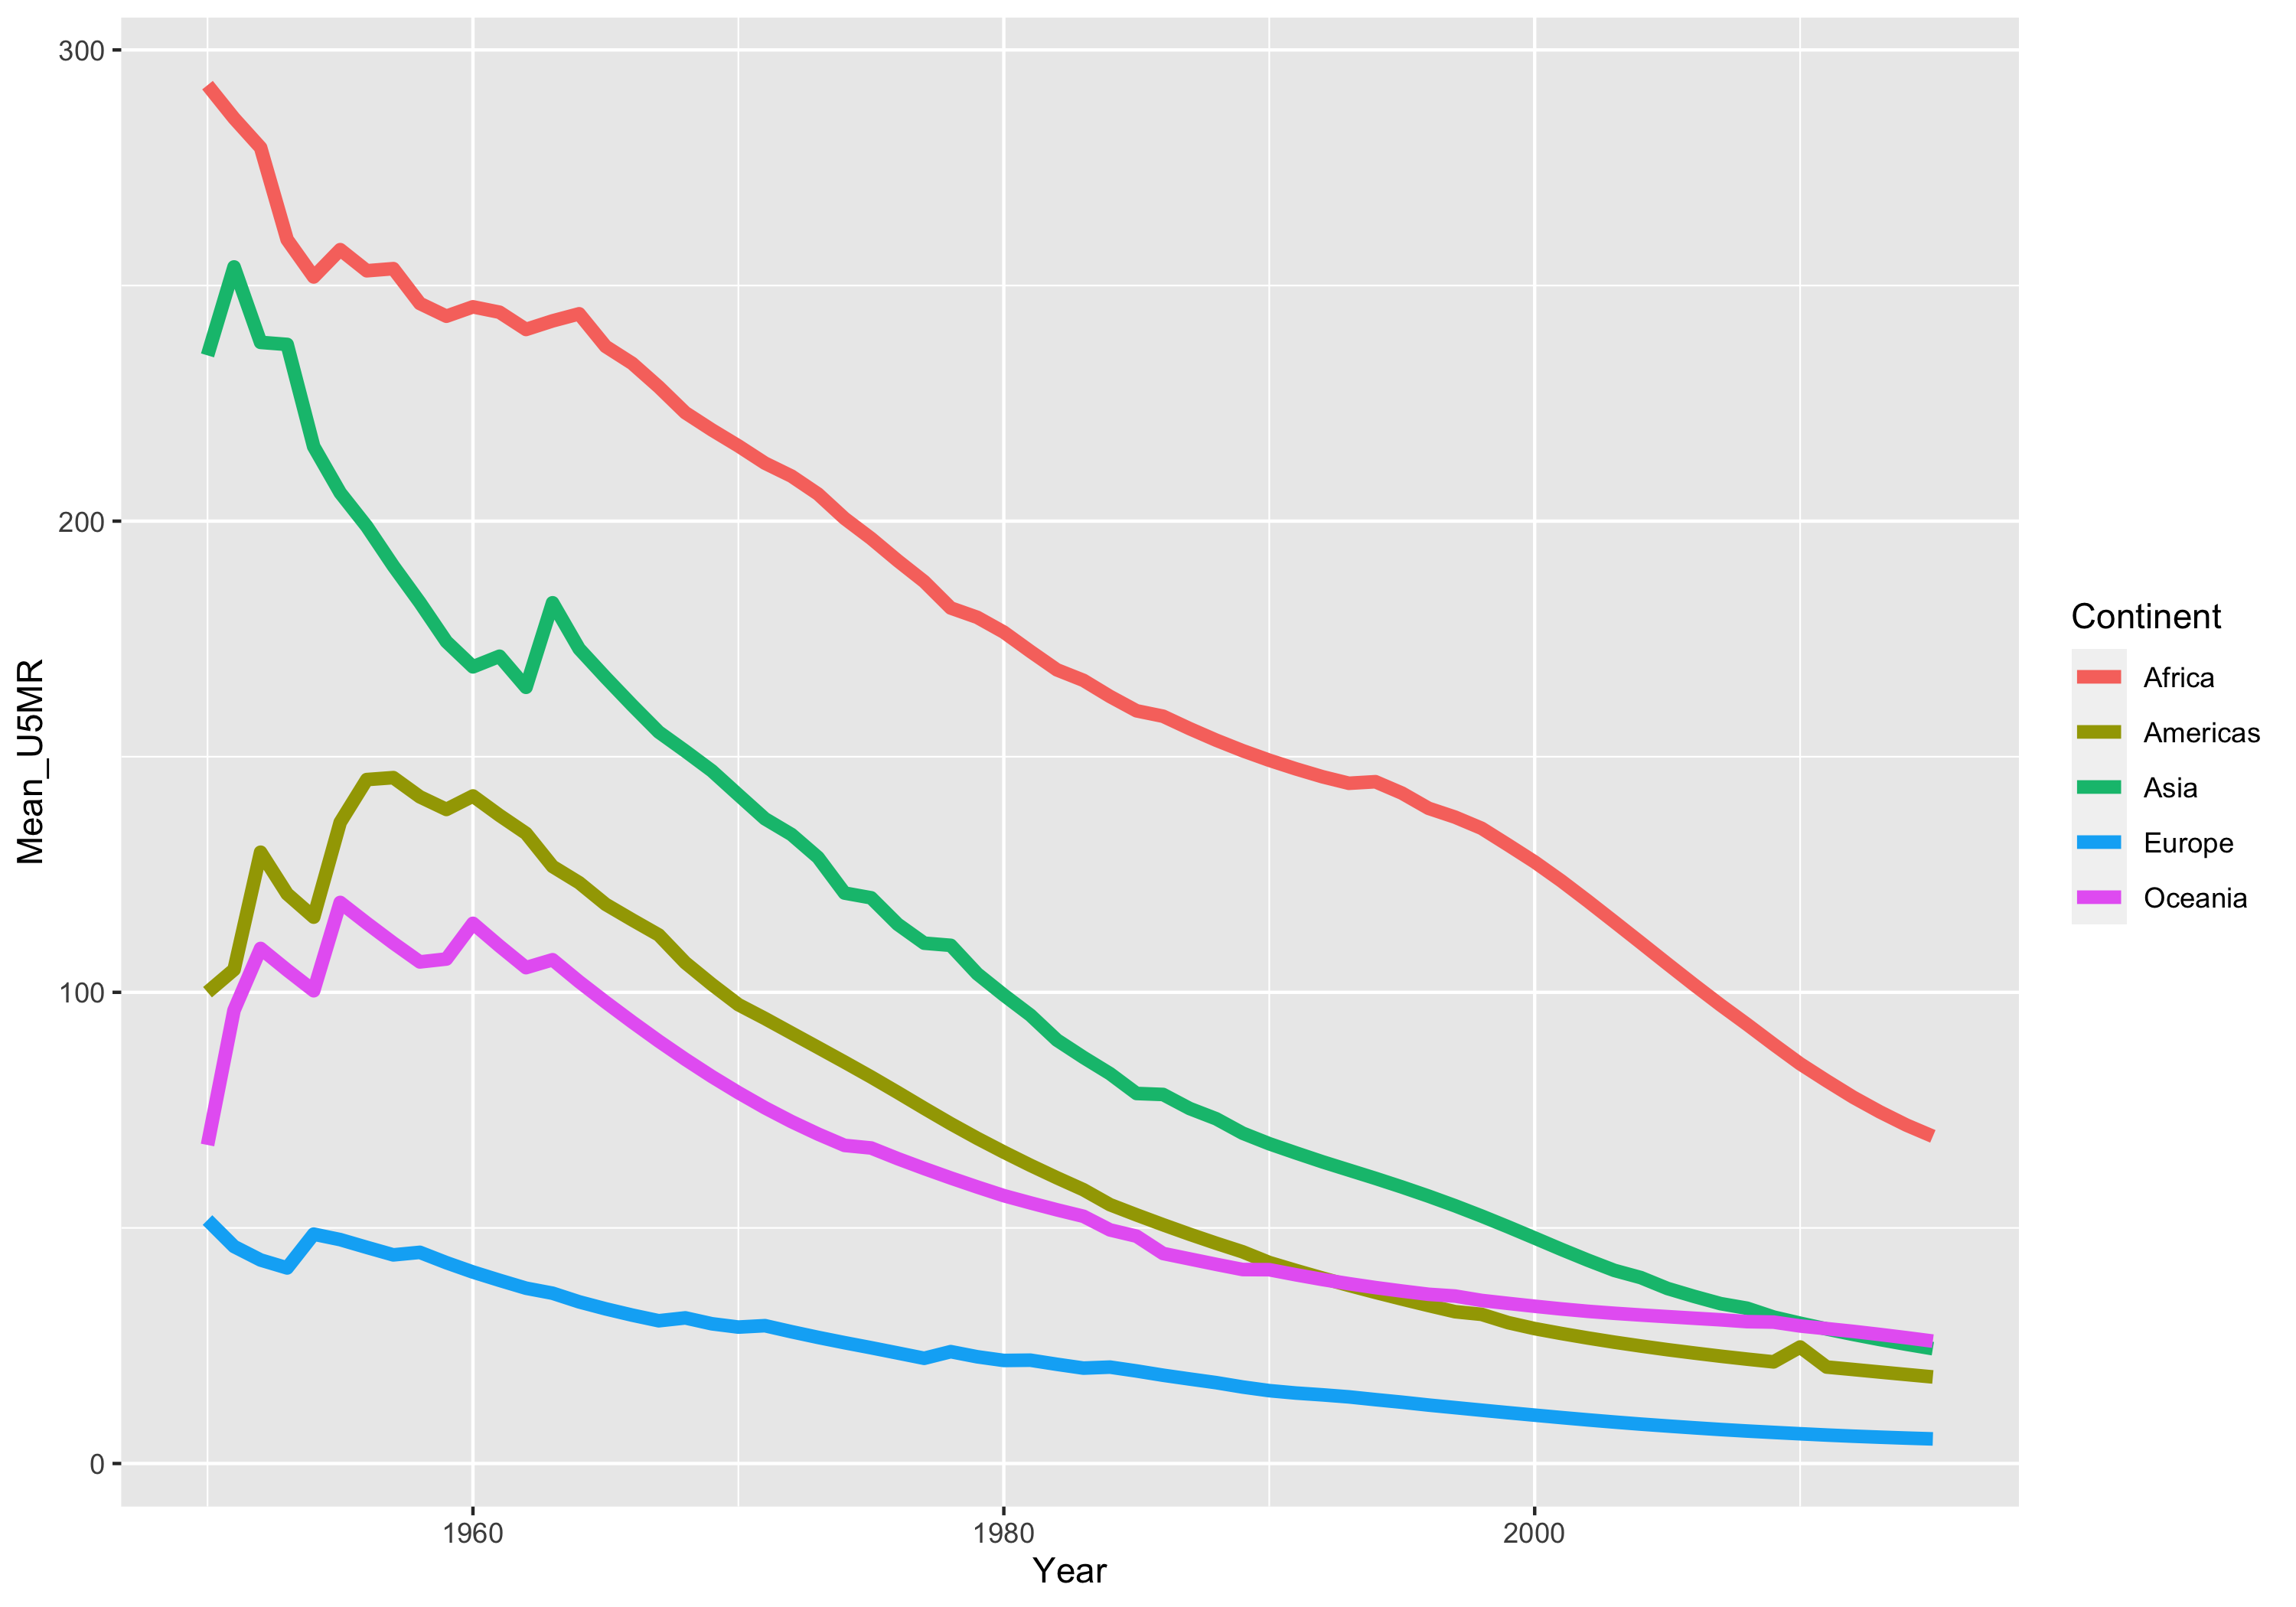 300
200
100
0
Mean_U5MR
1960
1980
2000
Year
Continent
Africa
Americas
Asia
Europe
Oceania